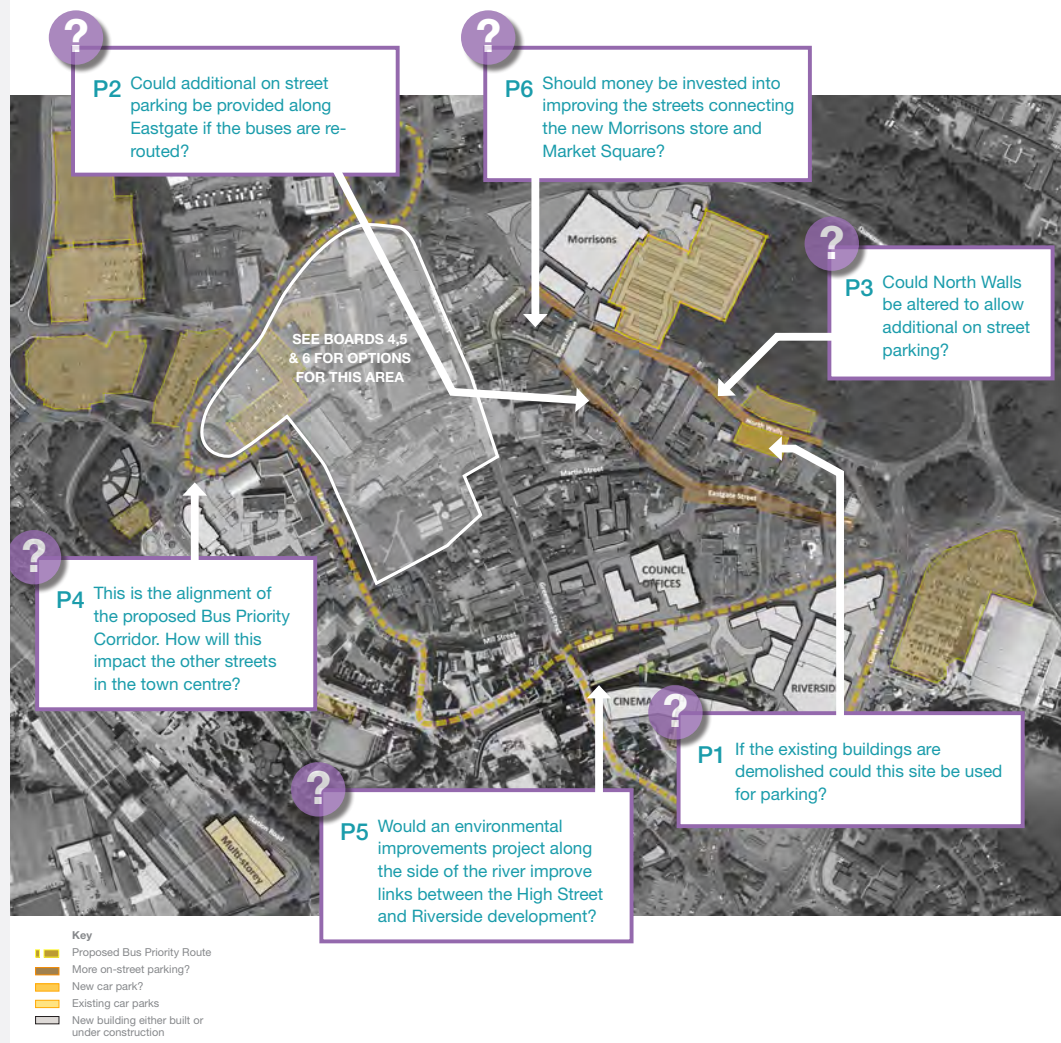 ?
P2 Could additional on street
parking be provided along
Eastgate if the buses are re-
routed?
?
P6 Should money be invested into
improving the streets connecting
the new Morrisons store and
Market Square?
?
P3 Could North Walls
be altered to allow
additional on street
parking?
Morrisons
SEE BOARDS 4,5
& 6 FOR OPTIONS
FOR THIS AREA
North Walls
Martin Street
Eastgate Street
COUNCIL
OFFICES
?
P4 This is the alignment of
the proposed Bus Priority
Corridor. How will this
impact the other streets
in the town centre?
Mill Street
Greengate Street
CINEMA
RIVERSID
?
P1 If the existing buildings are
demolished could this site be used
for parking?
?
P5 Would an environmental
improvements project along
the side of the river improve
links between the High Street
and Riverside development?
Station Road
Multi-storey
Key
Proposed Bus Priority Route
More on-street parking?
New car park?
Existing car parks
New building either built or
under construction